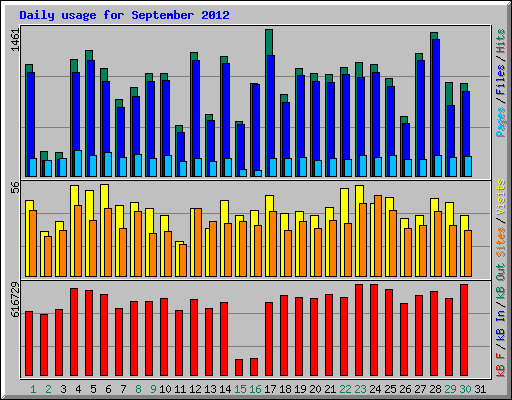 Daily usage for September 2012
1461
Pages / Files / Hits
56
Sites / Visits
616729
kB F / kB In / kB Out
1 2 3 4 5 6 7 8 9 10 11 12 13 14 15 16 17 18 19 20 21 22 23 24 25 26 27 28 29 30 31